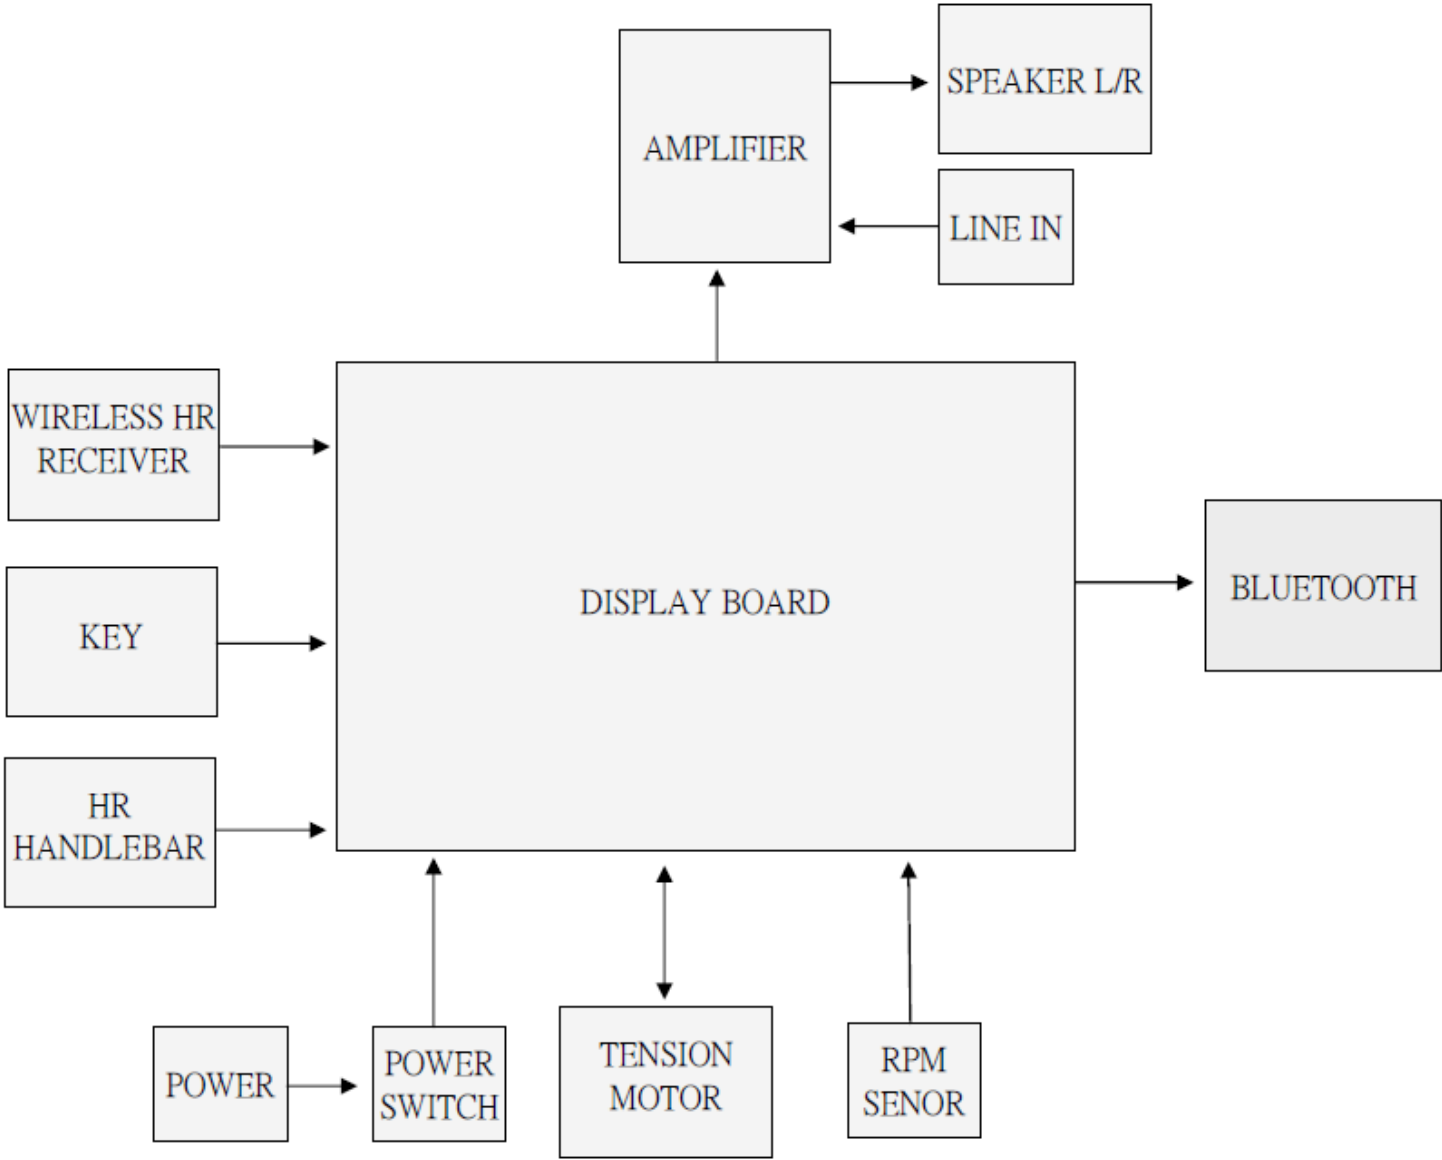 SPEAKER L/R
AMPLIFIER
LINE IN
WIRELESS HR
RECEIVER
DISPLAY BOARD
BLUETOOTH
KEY
HR
HANDLEBAR
POWER
POWER
SWITCH
TENSION
MOTOR
RPM
SENOR